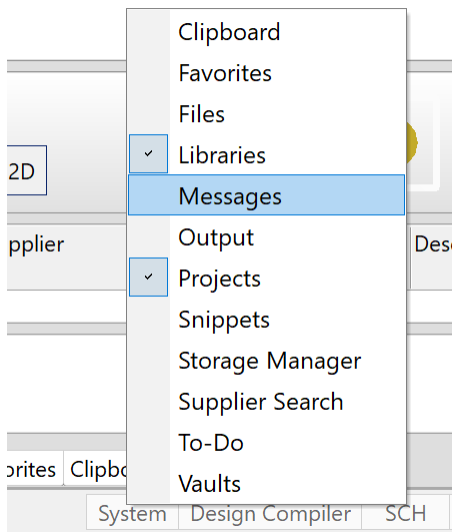 Clipboard
Favorites
Files
2D
Libraries
Messages
pplier
Output
Des
Projects
Snippets
Storage Manager
Supplier Search
To-Do
orites
Clipbo
Vaults
System
Design Compiler
SCH